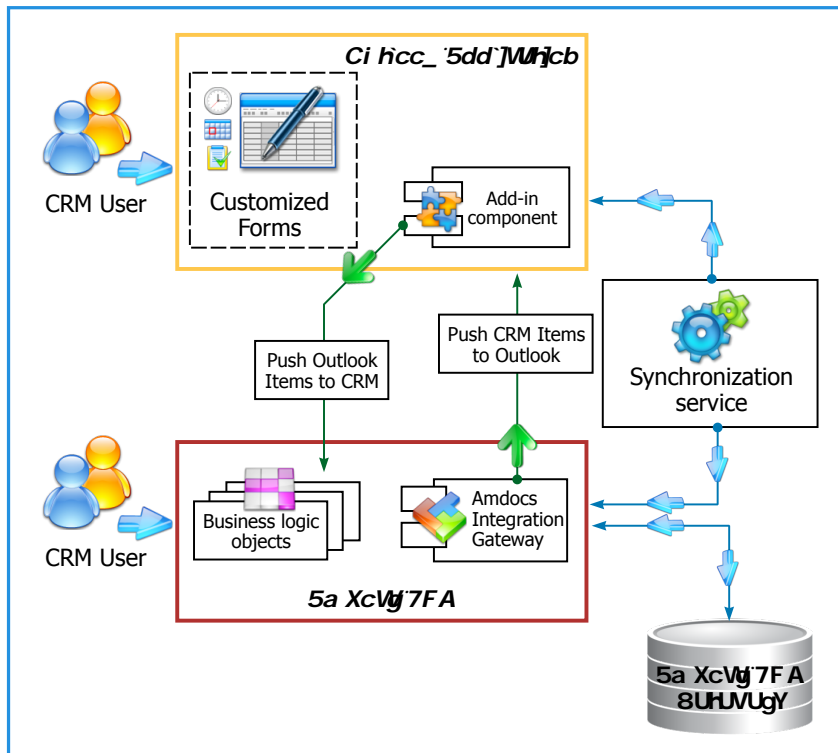 CRM User
Customized
Forms
Add-in
component
Push Outlook
Items to CRM
Push CRM Items
to Outlook
Synchronization
service
CRM User
Business logic
objects
Amdocs
Integration
Gateway